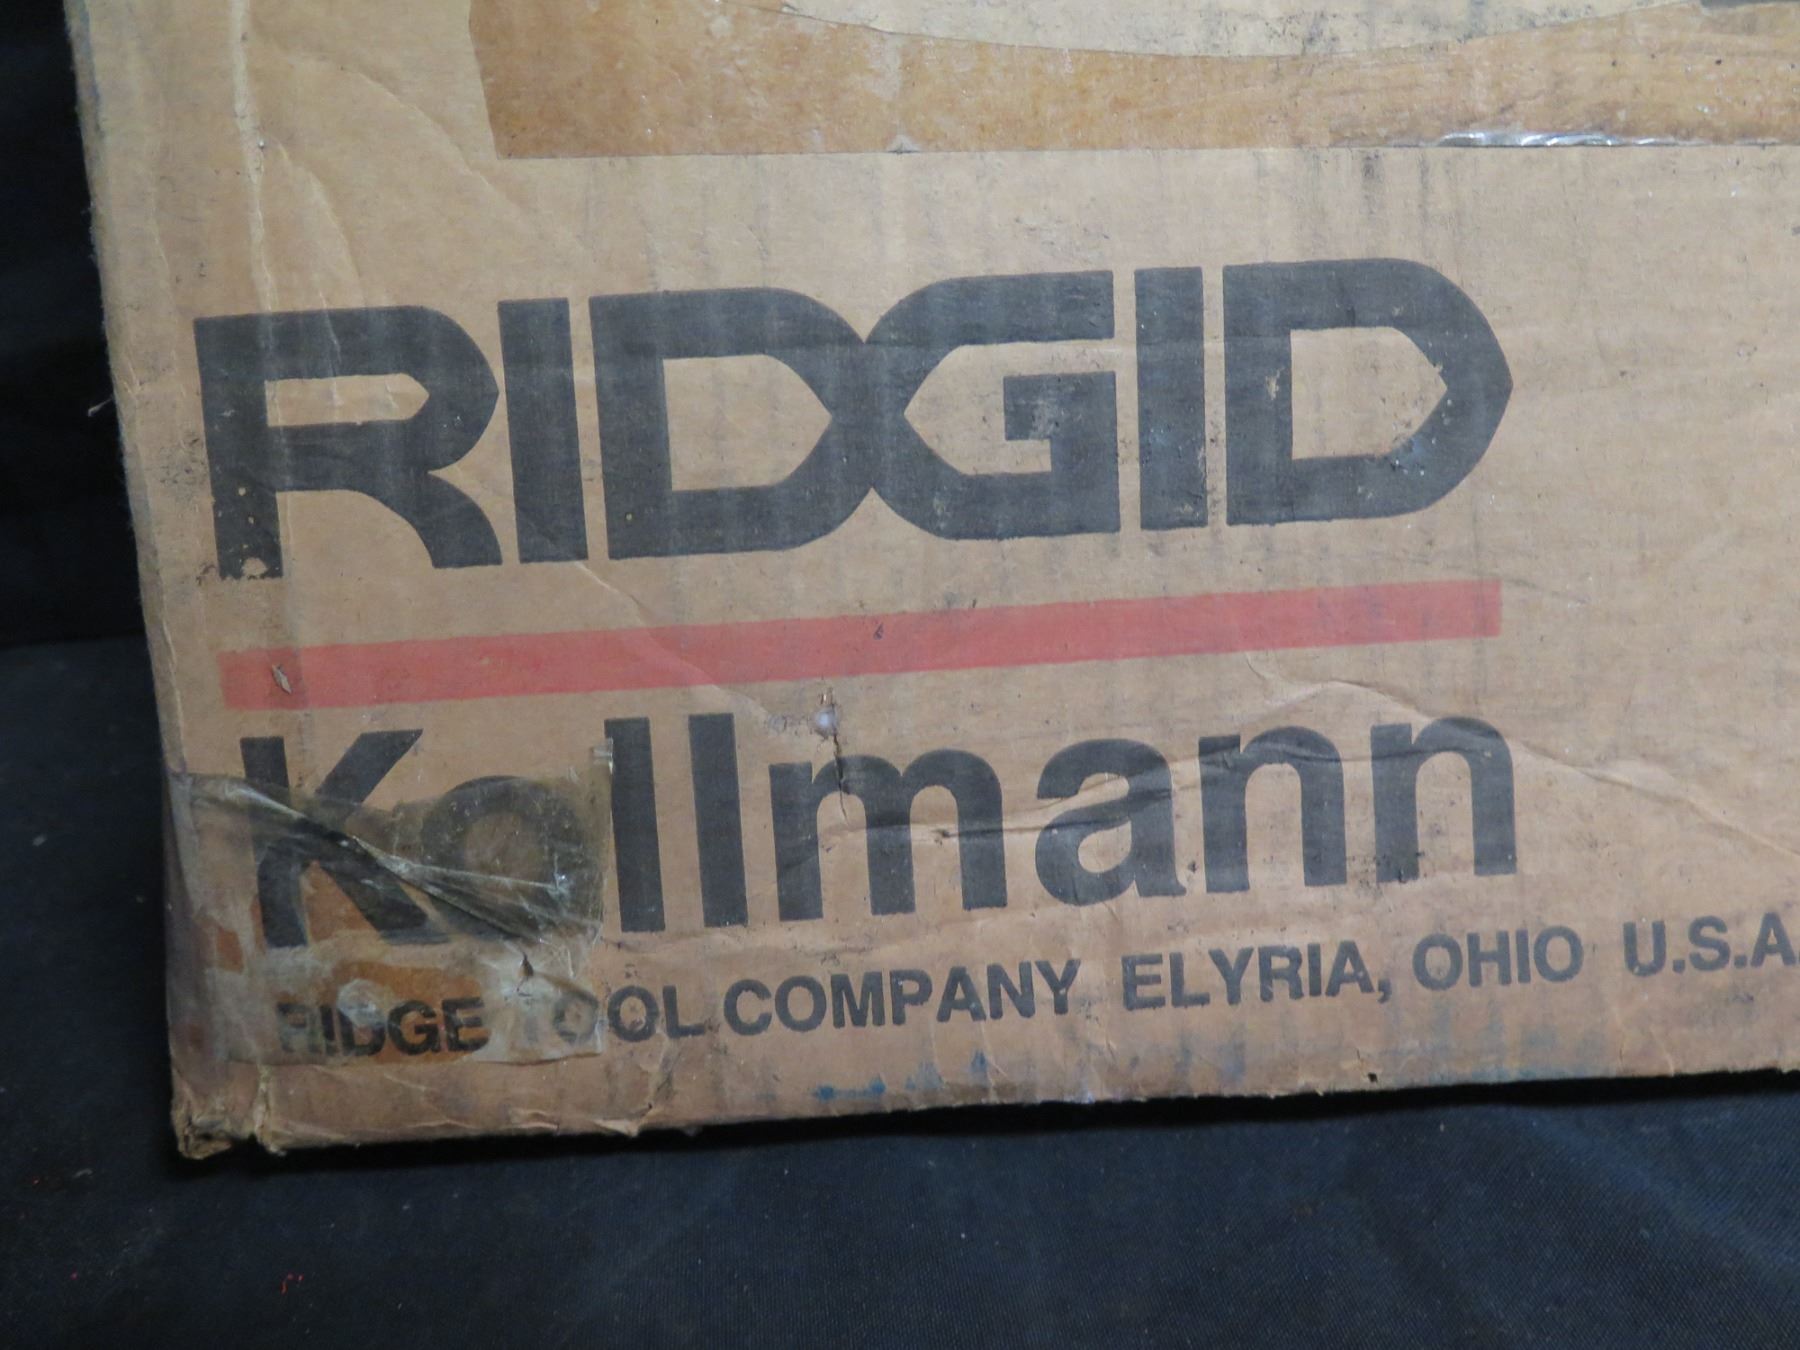 RIDGID
Kollmann
RIDGE TOOL COMPANY ELYRIA, OHIO U.S.A.